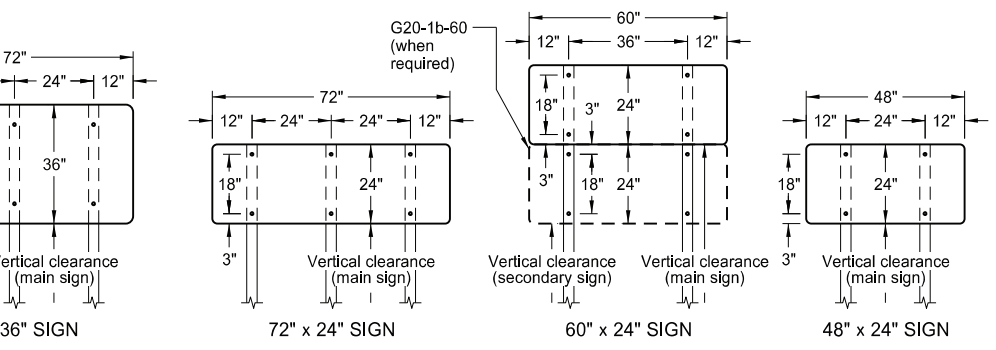 72"
24" 12"
36"
Vertical clearance
(main sign)
36" SIGN
72"
12" 24" 24" 12"
18" 24"
3"
Vertical clearance
(main sign)
72" x 24" SIGN
G20-1b-60
(when
required)
60"
12" 36" 12"
18" 3" 24"
3" 18" 24"
Vertical clearance
(secondary sign)
Vertical clearance
(main sign)
60" x 24" SIGN
48"
12" 24" 12"
18" 24"
3"
Vertical clearance
(main sign)
48" x 24" SIGN